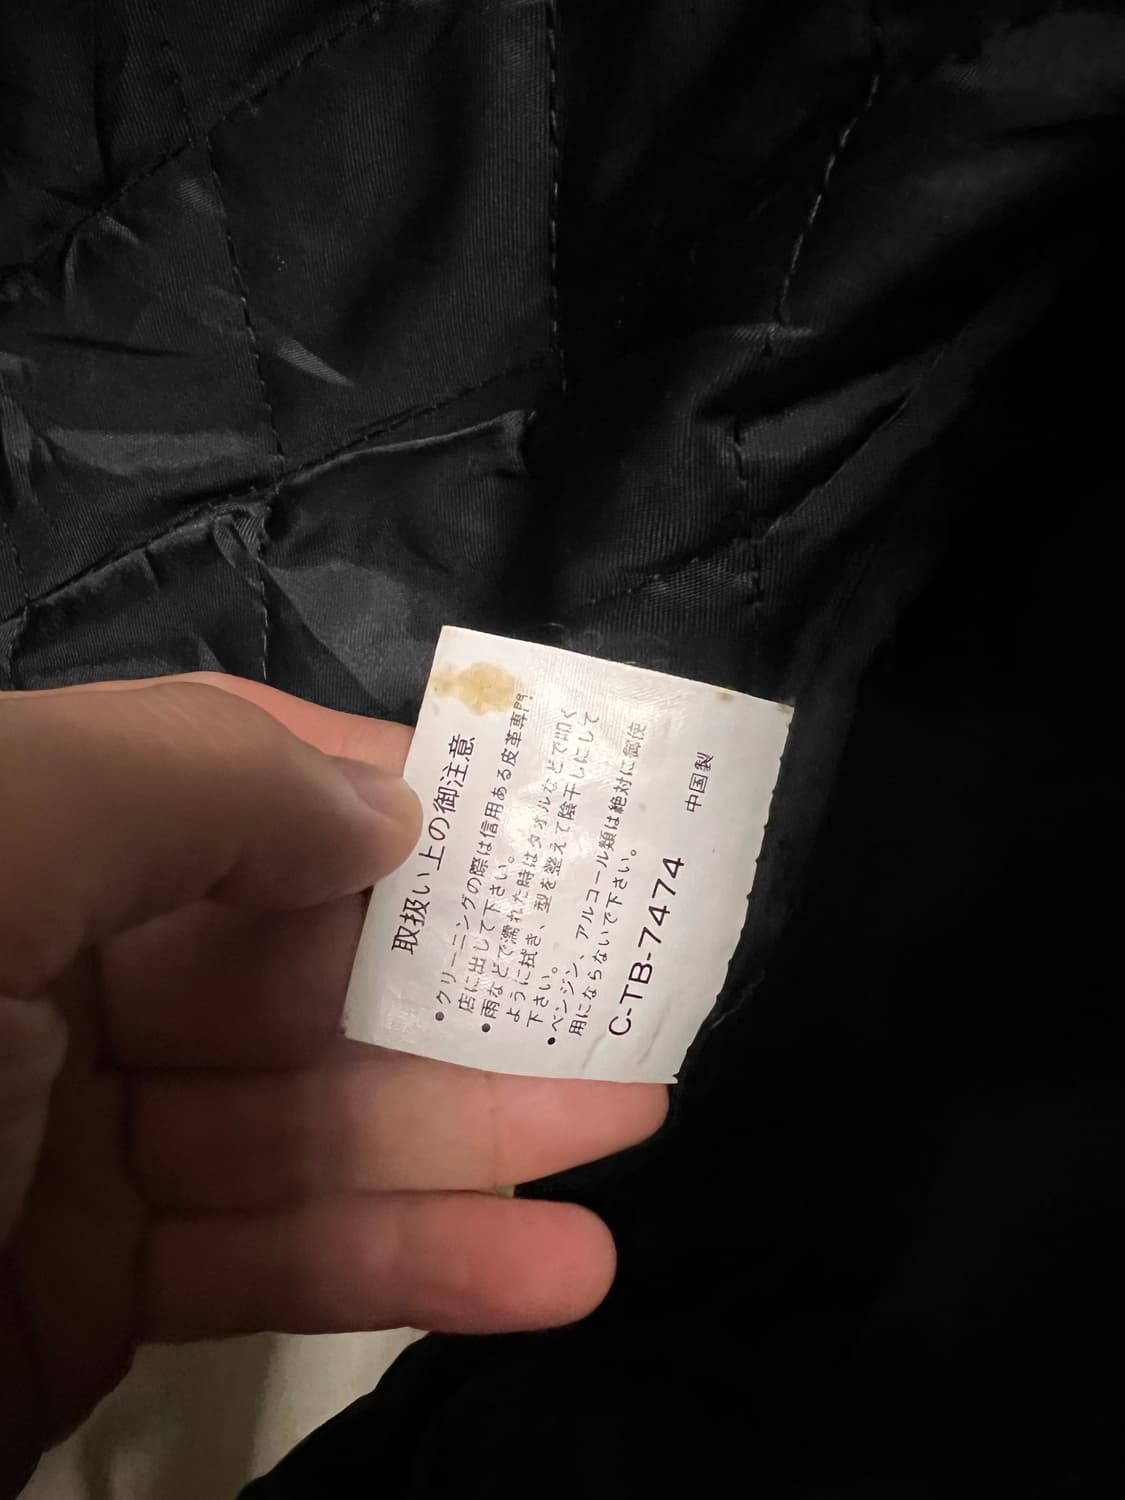 取扱い上の御注意
●クリーニングの際は信用ある皮革専門
店に出して下さい。
●雨などで濡れた時はタオルなどで叩く
ように拭き、型を整えて陰干しにして
下さい。
●ベンジン、アルコール類は絶対に御使
用にならないで下さい。
C-TB-7474
中国製